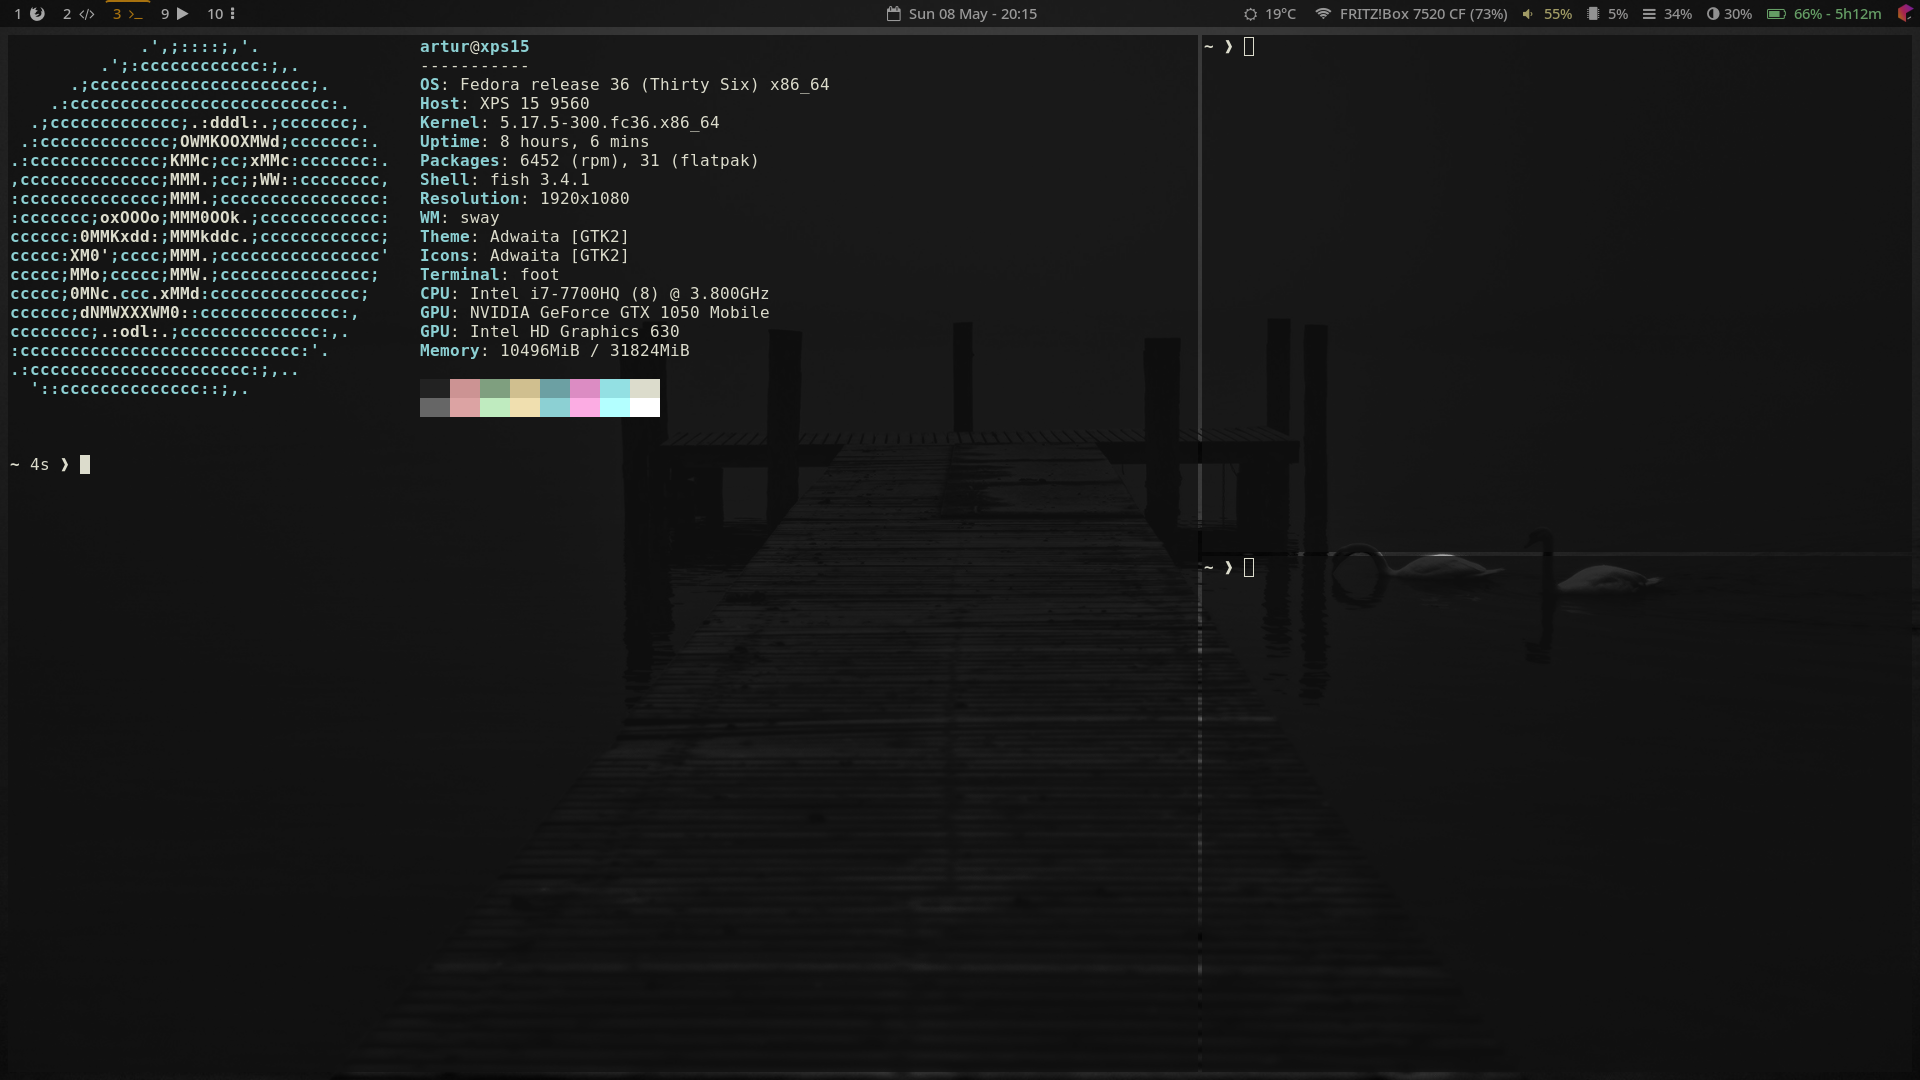 1 2 </> 3 >_ 9 10 Sun 08 May - 20:15 19°C FRITZ!Box 7520 CF (73%) 55% 5% 34% 30% 66% - 5h12m
.',;::::;,'. artur@xps15
.';:cccccccccccc:;,. -----------
.;cccccccccccccccccccccc;. OS: Fedora release 36 (Thirty Six) x86_64
.:cccccccccccccccccccccccccc:. Host: XPS 15 9560
.;ccccccccccccc;.:dddl:.;ccccccc;. Kernel: 5.17.5-300.fc36.x86_64
.:ccccccccccccc;OWMKOOXMWd;ccccccc:. Uptime: 8 hours, 6 mins
.:ccccccccccccc;KMMc;cc;xMMc:ccccccc:. Packages: 6452 (rpm), 31 (flatpak)
,cccccccccccccc;MMM.;cc;;WW::cccccccc, Shell: fish 3.4.1
:cccccccccccccc;MMM.;cccccccccccccccc: Resolution: 1920x1080
:ccccccc;oxOOOo;MMM0OOk.;cccccccccccc: WM: sway
cccccc:0MMKxdd:;MMMkddc.;cccccccccccc; Theme: Adwaita [GTK2]
ccccc:XM0';cccc;MMM.;cccccccccccccccc' Icons: Adwaita [GTK2]
ccccc;MMo;ccccc;MMW.;ccccccccccccccc; Terminal: foot
ccccc;0MNc.ccc.xMMd:ccccccccccccccc; CPU: Intel i7-7700HQ (8) @ 3.800GHz
cccccc;dNMWXXXWM0::cccccccccccccc:, GPU: NVIDIA GeForce GTX 1050 Mobile
cccccccc;.:odl:.;cccccccccccccc:,. GPU: Intel HD Graphics 630
:cccccccccccccccccccccccccccc:'. Memory: 10496MiB / 31824MiB
.:cccccccccccccccccccccc:;,..
'::cccccccccccccc::;,.
~ 4s ❯
~ ❯
~ ❯